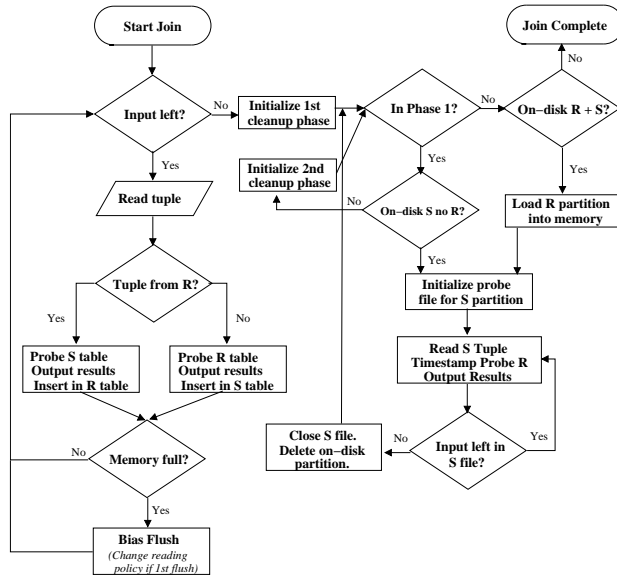 Start Join
Input left?
No
Yes
Read tuple
Tuple from R?
Yes
No
Probe S table
Output results
Insert in R table
Probe R table
Output results
Insert in S table
Memory full?
No
Yes
Bias Flush
(Change reading
policy if 1st flush)
Initialize 1st
cleanup phase
Initialize 2nd
cleanup phase
In Phase 1?
No
Yes
On−disk S no R?
No
Yes
Join Complete
No
On−disk R + S?
Yes
Load R partition
into memory
Initialize probe
file for S partition
Read S Tuple
Timestamp Probe R
Output Results
Input left in
S file?
No
Yes
Close S file.
Delete on−disk
partition.